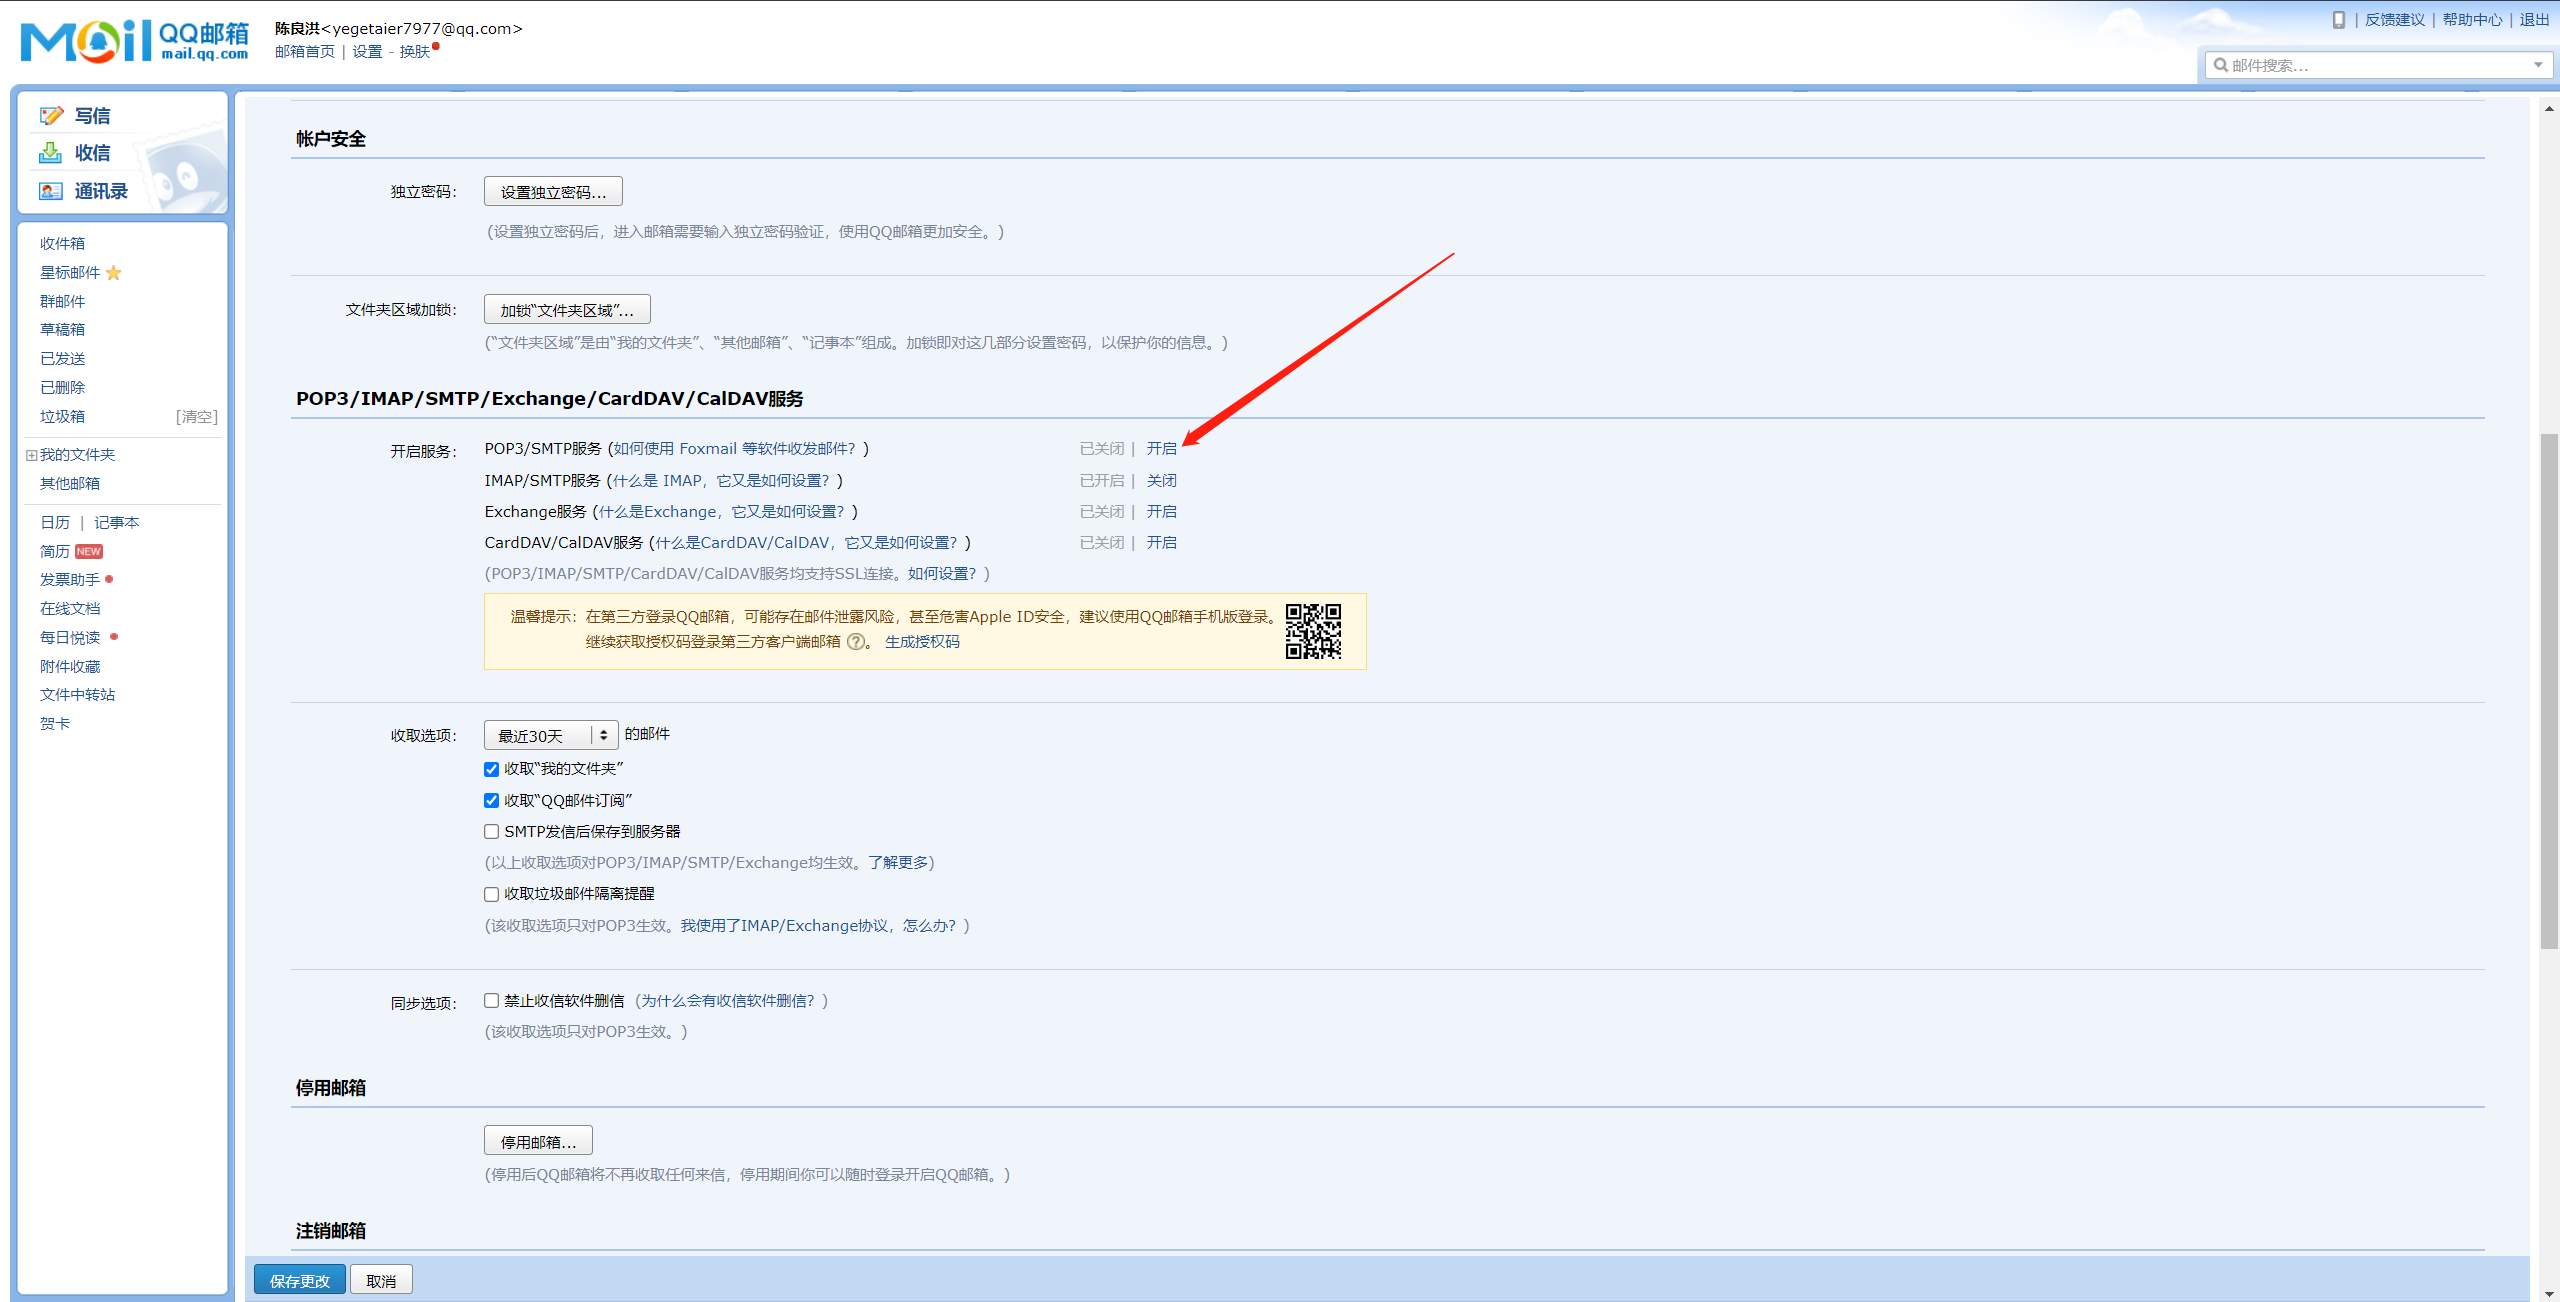 Mail QQ邮箱
mail.qq.com
陈良洪<yegetaier7977@qq.com>
邮箱首页 | 设置 - 换肤
| 反馈建议 | 帮助中心 | 退出
邮件搜索...
写信
收信
通讯录
收件箱
星标邮件
群邮件
草稿箱
已发送
已删除
垃圾箱 [清空]
我的文件夹
其他邮箱
日历 | 记事本
简历 NEW
发票助手
在线文档
每日悦读
附件收藏
文件中转站
贺卡
帐户安全
独立密码： 设置独立密码...
(设置独立密码后，进入邮箱需要输入独立密码验证，使用QQ邮箱更加安全。)
文件夹区域加锁： 加锁“文件夹区域”...
(“文件夹区域”是由“我的文件夹”、“其他邮箱”、“记事本”组成。加锁即对这几部分设置密码，以保护你的信息。)
POP3/IMAP/SMTP/Exchange/CardDAV/CalDAV服务
开启服务： POP3/SMTP服务 (如何使用 Foxmail 等软件收发邮件？) 已关闭 | 开启
IMAP/SMTP服务 (什么是 IMAP，它又是如何设置？) 已开启 | 关闭
Exchange服务 (什么是Exchange，它又是如何设置？) 已关闭 | 开启
CardDAV/CalDAV服务 (什么是CardDAV/CalDAV，它又是如何设置？) 已关闭 | 开启
(POP3/IMAP/SMTP/CardDAV/CalDAV服务均支持SSL连接。如何设置？)
温馨提示：在第三方登录QQ邮箱，可能存在邮件泄露风险，甚至危害Apple ID安全，建议使用QQ邮箱手机版登录。
继续获取授权码登录第三方客户端邮箱 ?。 生成授权码
收取选项： 最近30天 的邮件
收取“我的文件夹”
收取“QQ邮件订阅”
SMTP发信后保存到服务器
(以上收取选项对POP3/IMAP/SMTP/Exchange均生效。了解更多)
收取垃圾邮件隔离提醒
(该收取选项只对POP3生效。我使用了IMAP/Exchange协议，怎么办？)
同步选项： 禁止收信软件删信 (为什么会有收信软件删信？)
(该收取选项只对POP3生效。)
停用邮箱
停用邮箱...
(停用后QQ邮箱将不再收取任何来信，停用期间你可以随时登录开启QQ邮箱。)
注销邮箱
保存更改 取消